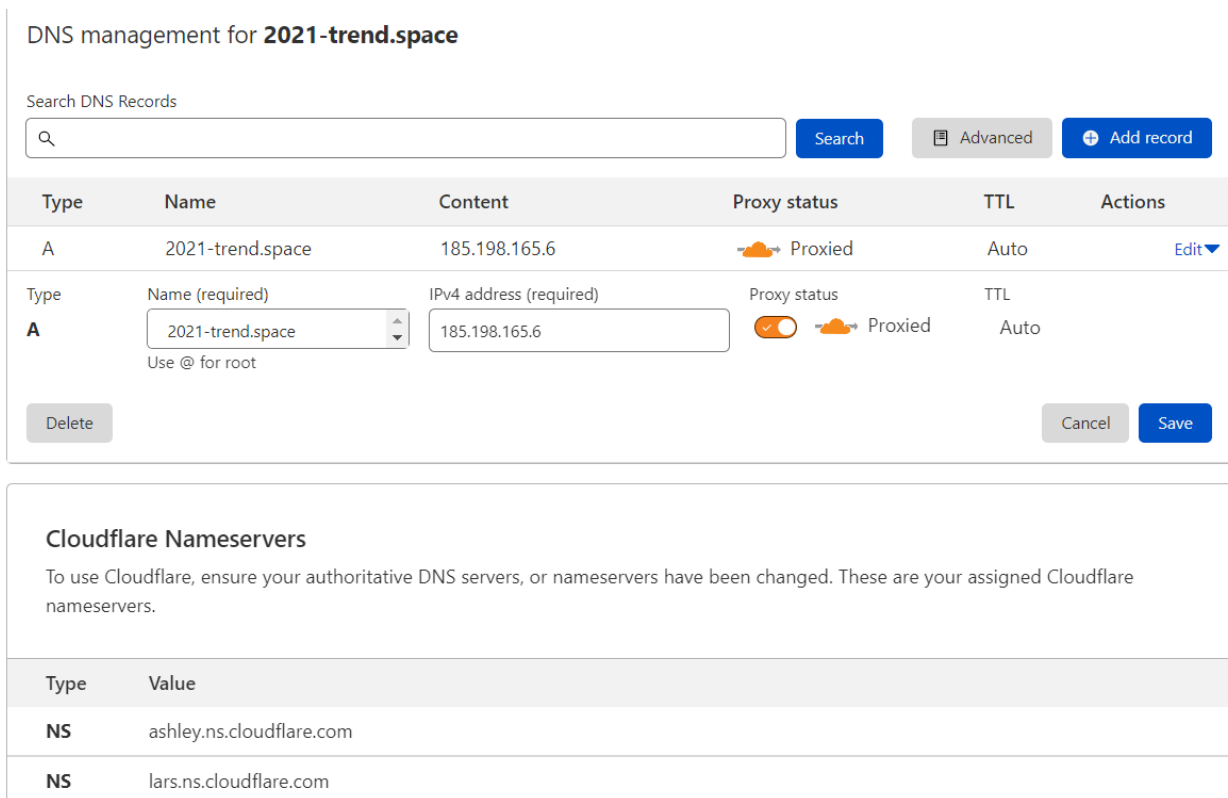 DNS management for 2021-trend.space
Search DNS Records
Search Advanced Add record
Type Name Content Proxy status TTL Actions
A 2021-trend.space 185.198.165.6 Proxied Auto Edit
Type Name (required) IPv4 address (required) Proxy status TTL
A 2021-trend.space 185.198.165.6 Proxied Auto
Use @ for root
Delete Cancel Save
Cloudflare Nameservers
To use Cloudflare, ensure your authoritative DNS servers, or nameservers have been changed. These are your assigned Cloudflare
nameservers.
Type Value
NS ashley.ns.cloudflare.com
NS lars.ns.cloudflare.com